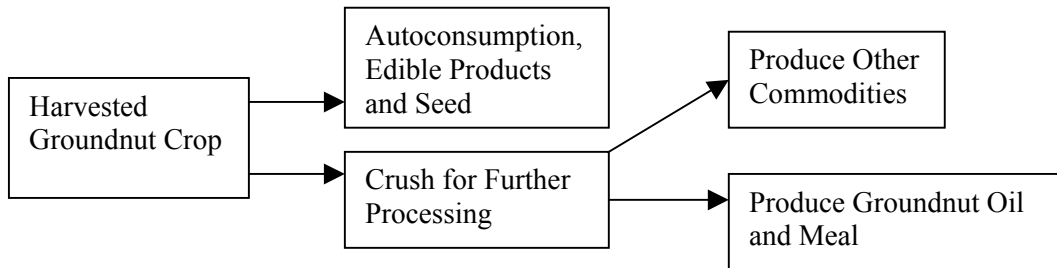 Harvested
Groundnut Crop
Autoconsumption,
Edible Products
and Seed
Crush for Further
Processing
Produce Other
Commodities
Produce Groundnut Oil
and Meal